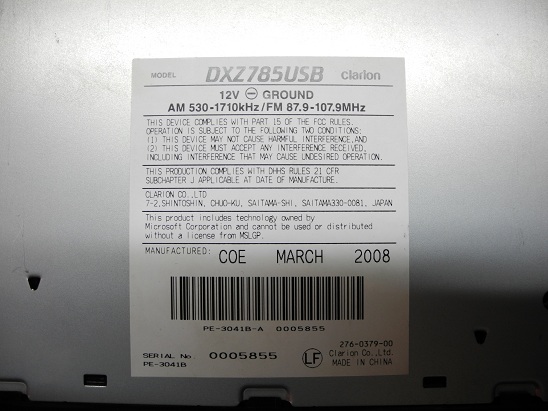 MODEL DXZ785USB clarion
12V ⊖ GROUND
AM 530-1710kHz/FM 87.9-107.9MHz
THIS DEVICE COMPLIES WITH PART 15 OF THE FCC RULES.
OPERATION IS SUBJECT TO THE FOLLOWING TWO CONDITIONS:
(1) THIS DEVICE MAY NOT CAUSE HARMFUL INTERFERENCE,AND
(2) THIS DEVICE MUST ACCEPT ANY INTERFERENCE RECEIVED,
INCLUDING INTERFERENCE THAT MAY CAUSE UNDESIRED OPERATION.
THIS PRODUCTION COMPLIES WITH DHHS RULES 21 CFR
SUBCHAPTER J APPLICABLE AT DATE OF MANUFACTURE.
CLARION CO.,LTD
7-2,SHINTOSHIN, CHUO-KU, SAITAMA-SHI, SAITAMA330-0081, JAPAN
This product includes technology owned by
Microsoft Corporation and cannot be used or distributed
without a license from MSLGP.
MANUFACTURED: COE MARCH 2008
PE-3041B-A 0005855
276-0379-00
SERIAL No. 0005855 LF Clarion Co.,Ltd.
PE-3041B MADE IN CHINA